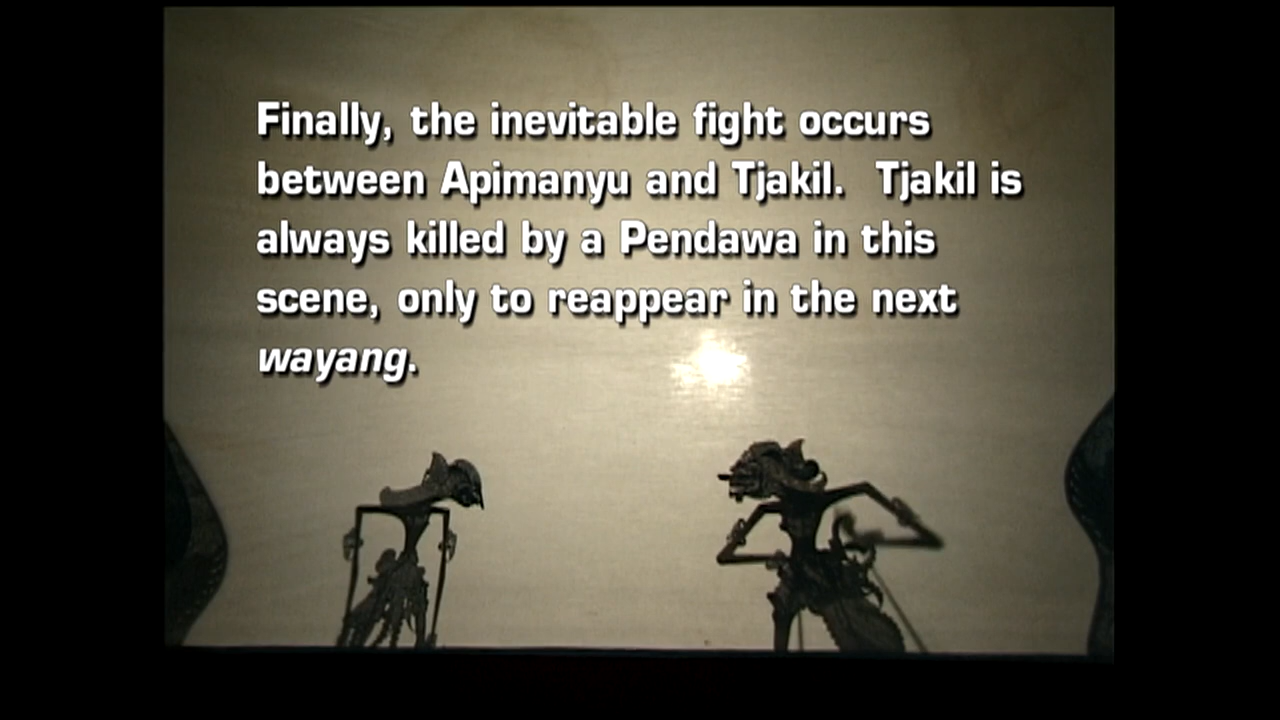 Finally, the inevitable fight occurs
between Apimanyu and Tjakil.  Tjakil is
always killed by a Pendawa in this
scene, only to reappear in the next
wayang.